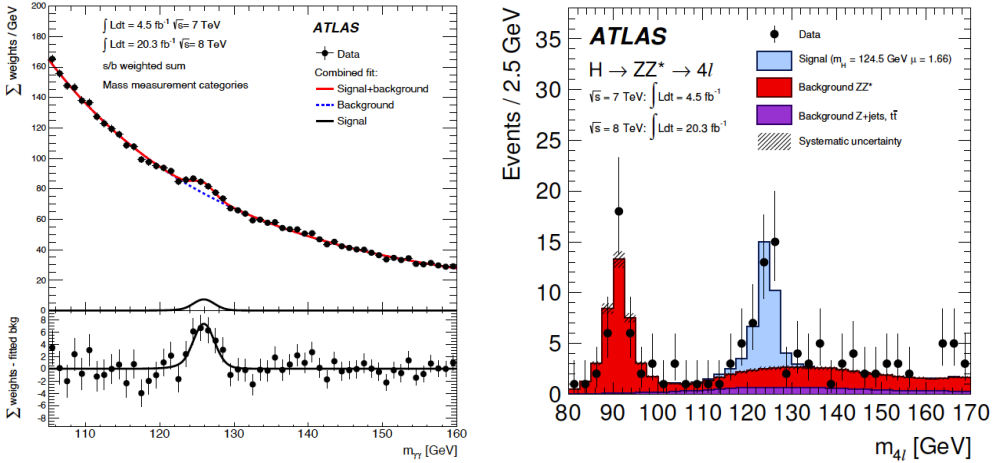 ∫ Ldt = 4.5 fb⁻¹ √s = 7 TeV
∫ Ldt = 20.3 fb⁻¹ √s = 8 TeV
s/b weighted sum
Mass measurement categories
ATLAS
Data
Combined fit:
Signal+background
Background
Signal
Σ weights / GeV
180
160
140
120
100
80
60
40
20
0
Σ weights - fitted bkg
8
6
4
2
0
-2
-4
-6
-8
110 120 130 140 150 160
m_γγ [GeV]
ATLAS
H → ZZ* → 4l
√s = 7 TeV: ∫ Ldt = 4.5 fb⁻¹
√s = 8 TeV: ∫ Ldt = 20.3 fb⁻¹
Data
Signal (m_H = 124.5 GeV μ = 1.66)
Background ZZ*
Background Z+jets, tt̄
Systematic uncertainty
Events / 2.5 GeV
35
30
25
20
15
10
5
0
80 90 100 110 120 130 140 150 160 170
m_4l [GeV]